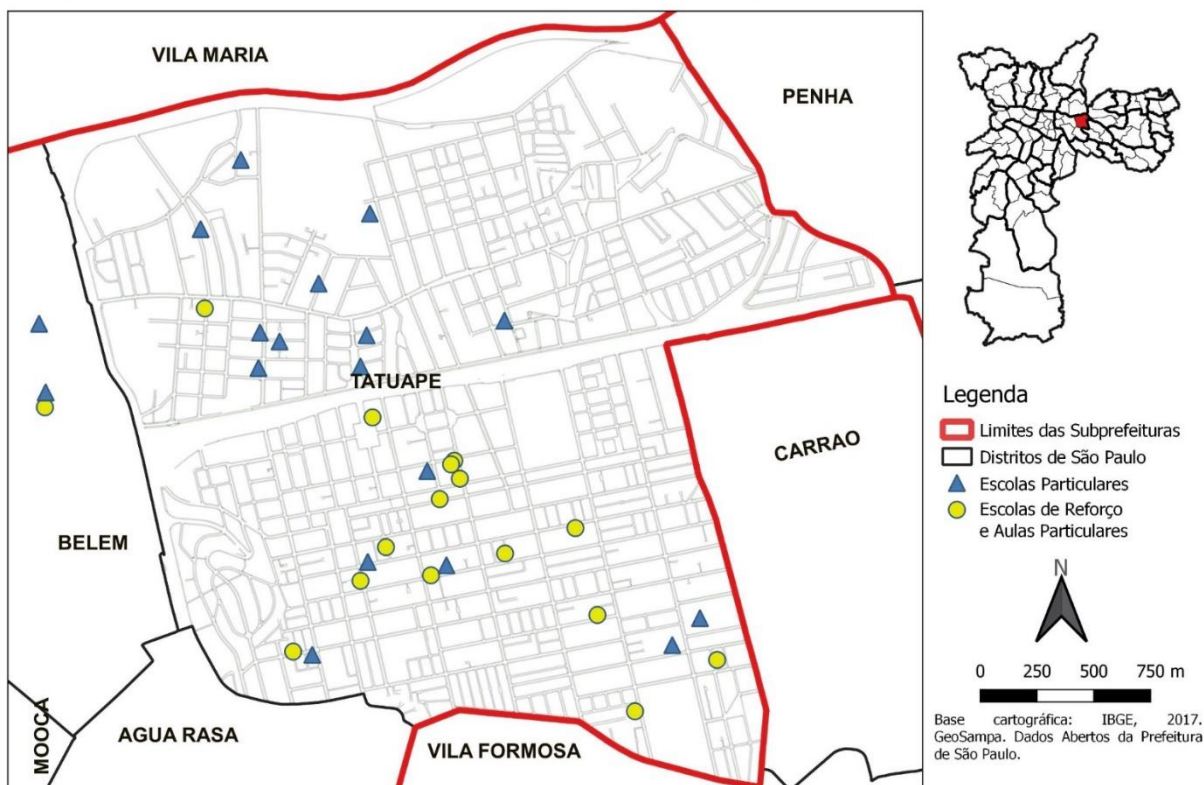 VILA MARIA
PENHA
TATUAPE
CARRAO
BELEM
MOOCA
AGUA RASA
VILA FORMOSA
Legenda
Limites das Subprefeituras
Distritos de São Paulo
Escolas Particulares
Escolas de Reforço
e Aulas Particulares
N
0 250 500 750 m
Base cartográfica: IBGE, 2017.
GeoSampa. Dados Abertos da Prefeitura
de São Paulo.